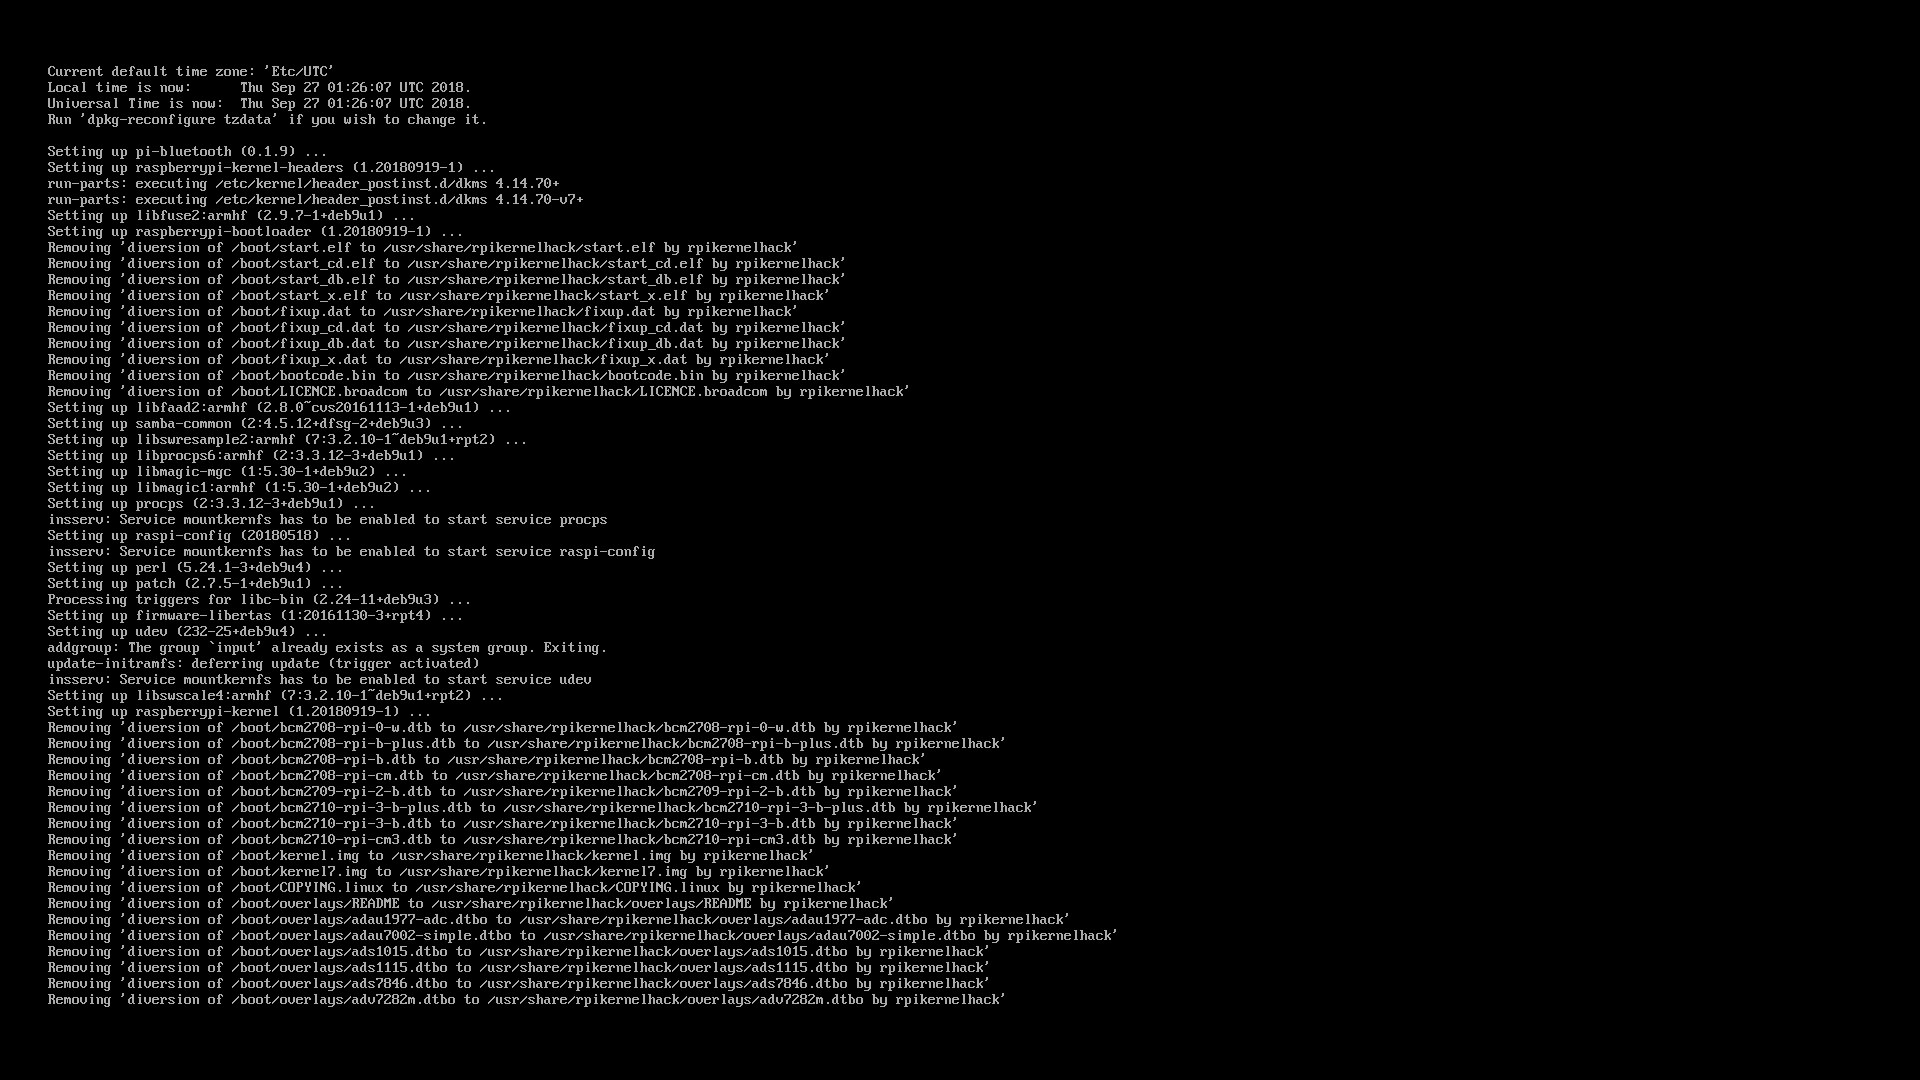 Current default time zone: 'Etc/UTC'
Local time is now:      Thu Sep 27 01:26:07 UTC 2018.
Universal Time is now:  Thu Sep 27 01:26:07 UTC 2018.
Run 'dpkg-reconfigure tzdata' if you wish to change it.

Setting up pi-bluetooth (0.1.9) ...
Setting up raspberrypi-kernel-headers (1.20180919-1) ...
run-parts: executing /etc/kernel/header_postinst.d/dkms 4.14.70+
run-parts: executing /etc/kernel/header_postinst.d/dkms 4.14.70-v7+
Setting up libfuse2:armhf (2.9.7-1+deb9u1) ...
Setting up raspberrypi-bootloader (1.20180919-1) ...
Removing 'diversion of /boot/start.elf to /usr/share/rpikernelhack/start.elf by rpikernelhack'
Removing 'diversion of /boot/start_cd.elf to /usr/share/rpikernelhack/start_cd.elf by rpikernelhack'
Removing 'diversion of /boot/start_db.elf to /usr/share/rpikernelhack/start_db.elf by rpikernelhack'
Removing 'diversion of /boot/start_x.elf to /usr/share/rpikernelhack/start_x.elf by rpikernelhack'
Removing 'diversion of /boot/fixup.dat to /usr/share/rpikernelhack/fixup.dat by rpikernelhack'
Removing 'diversion of /boot/fixup_cd.dat to /usr/share/rpikernelhack/fixup_cd.dat by rpikernelhack'
Removing 'diversion of /boot/fixup_db.dat to /usr/share/rpikernelhack/fixup_db.dat by rpikernelhack'
Removing 'diversion of /boot/fixup_x.dat to /usr/share/rpikernelhack/fixup_x.dat by rpikernelhack'
Removing 'diversion of /boot/bootcode.bin to /usr/share/rpikernelhack/bootcode.bin by rpikernelhack'
Removing 'diversion of /boot/LICENCE.broadcom to /usr/share/rpikernelhack/LICENCE.broadcom by rpikernelhack'
Setting up libfaad2:armhf (2.8.0~cvs20161113-1+deb9u1) ...
Setting up samba-common (2:4.5.12+dfsg-2+deb9u3) ...
Setting up libswresample2:armhf (7:3.2.10-1~deb9u1+rpt2) ...
Setting up libprocps6:armhf (2:3.3.12-3+deb9u1) ...
Setting up libmagic-mgc (1:5.30-1+deb9u2) ...
Setting up libmagic1:armhf (1:5.30-1+deb9u2) ...
Setting up procps (2:3.3.12-3+deb9u1) ...
insserv: Service mountkernfs has to be enabled to start service procps
Setting up raspi-config (20180518) ...
insserv: Service mountkernfs has to be enabled to start service raspi-config
Setting up perl (5.24.1-3+deb9u4) ...
Setting up patch (2.7.5-1+deb9u1) ...
Processing triggers for libc-bin (2.24-11+deb9u3) ...
Setting up firmware-libertas (1:20161130-3+rpt4) ...
Setting up udev (232-25+deb9u4) ...
addgroup: The group `input' already exists as a system group. Exiting.
update-initramfs: deferring update (trigger activated)
insserv: Service mountkernfs has to be enabled to start service udev
Setting up libswscale4:armhf (7:3.2.10-1~deb9u1+rpt2) ...
Setting up raspberrypi-kernel (1.20180919-1) ...
Removing 'diversion of /boot/bcm2708-rpi-0-w.dtb to /usr/share/rpikernelhack/bcm2708-rpi-0-w.dtb by rpikernelhack'
Removing 'diversion of /boot/bcm2708-rpi-b-plus.dtb to /usr/share/rpikernelhack/bcm2708-rpi-b-plus.dtb by rpikernelhack'
Removing 'diversion of /boot/bcm2708-rpi-b.dtb to /usr/share/rpikernelhack/bcm2708-rpi-b.dtb by rpikernelhack'
Removing 'diversion of /boot/bcm2708-rpi-cm.dtb to /usr/share/rpikernelhack/bcm2708-rpi-cm.dtb by rpikernelhack'
Removing 'diversion of /boot/bcm2709-rpi-2-b.dtb to /usr/share/rpikernelhack/bcm2709-rpi-2-b.dtb by rpikernelhack'
Removing 'diversion of /boot/bcm2710-rpi-3-b-plus.dtb to /usr/share/rpikernelhack/bcm2710-rpi-3-b-plus.dtb by rpikernelhack'
Removing 'diversion of /boot/bcm2710-rpi-3-b.dtb to /usr/share/rpikernelhack/bcm2710-rpi-3-b.dtb by rpikernelhack'
Removing 'diversion of /boot/bcm2710-rpi-cm3.dtb to /usr/share/rpikernelhack/bcm2710-rpi-cm3.dtb by rpikernelhack'
Removing 'diversion of /boot/kernel.img to /usr/share/rpikernelhack/kernel.img by rpikernelhack'
Removing 'diversion of /boot/kernel7.img to /usr/share/rpikernelhack/kernel7.img by rpikernelhack'
Removing 'diversion of /boot/COPYING.linux to /usr/share/rpikernelhack/COPYING.linux by rpikernelhack'
Removing 'diversion of /boot/overlays/README to /usr/share/rpikernelhack/overlays/README by rpikernelhack'
Removing 'diversion of /boot/overlays/adau1977-adc.dtbo to /usr/share/rpikernelhack/overlays/adau1977-adc.dtbo by rpikernelhack'
Removing 'diversion of /boot/overlays/adau7002-simple.dtbo to /usr/share/rpikernelhack/overlays/adau7002-simple.dtbo by rpikernelhack'
Removing 'diversion of /boot/overlays/ads1015.dtbo to /usr/share/rpikernelhack/overlays/ads1015.dtbo by rpikernelhack'
Removing 'diversion of /boot/overlays/ads1115.dtbo to /usr/share/rpikernelhack/overlays/ads1115.dtbo by rpikernelhack'
Removing 'diversion of /boot/overlays/ads7846.dtbo to /usr/share/rpikernelhack/overlays/ads7846.dtbo by rpikernelhack'
Removing 'diversion of /boot/overlays/adv7282m.dtbo to /usr/share/rpikernelhack/overlays/adv7282m.dtbo by rpikernelhack'